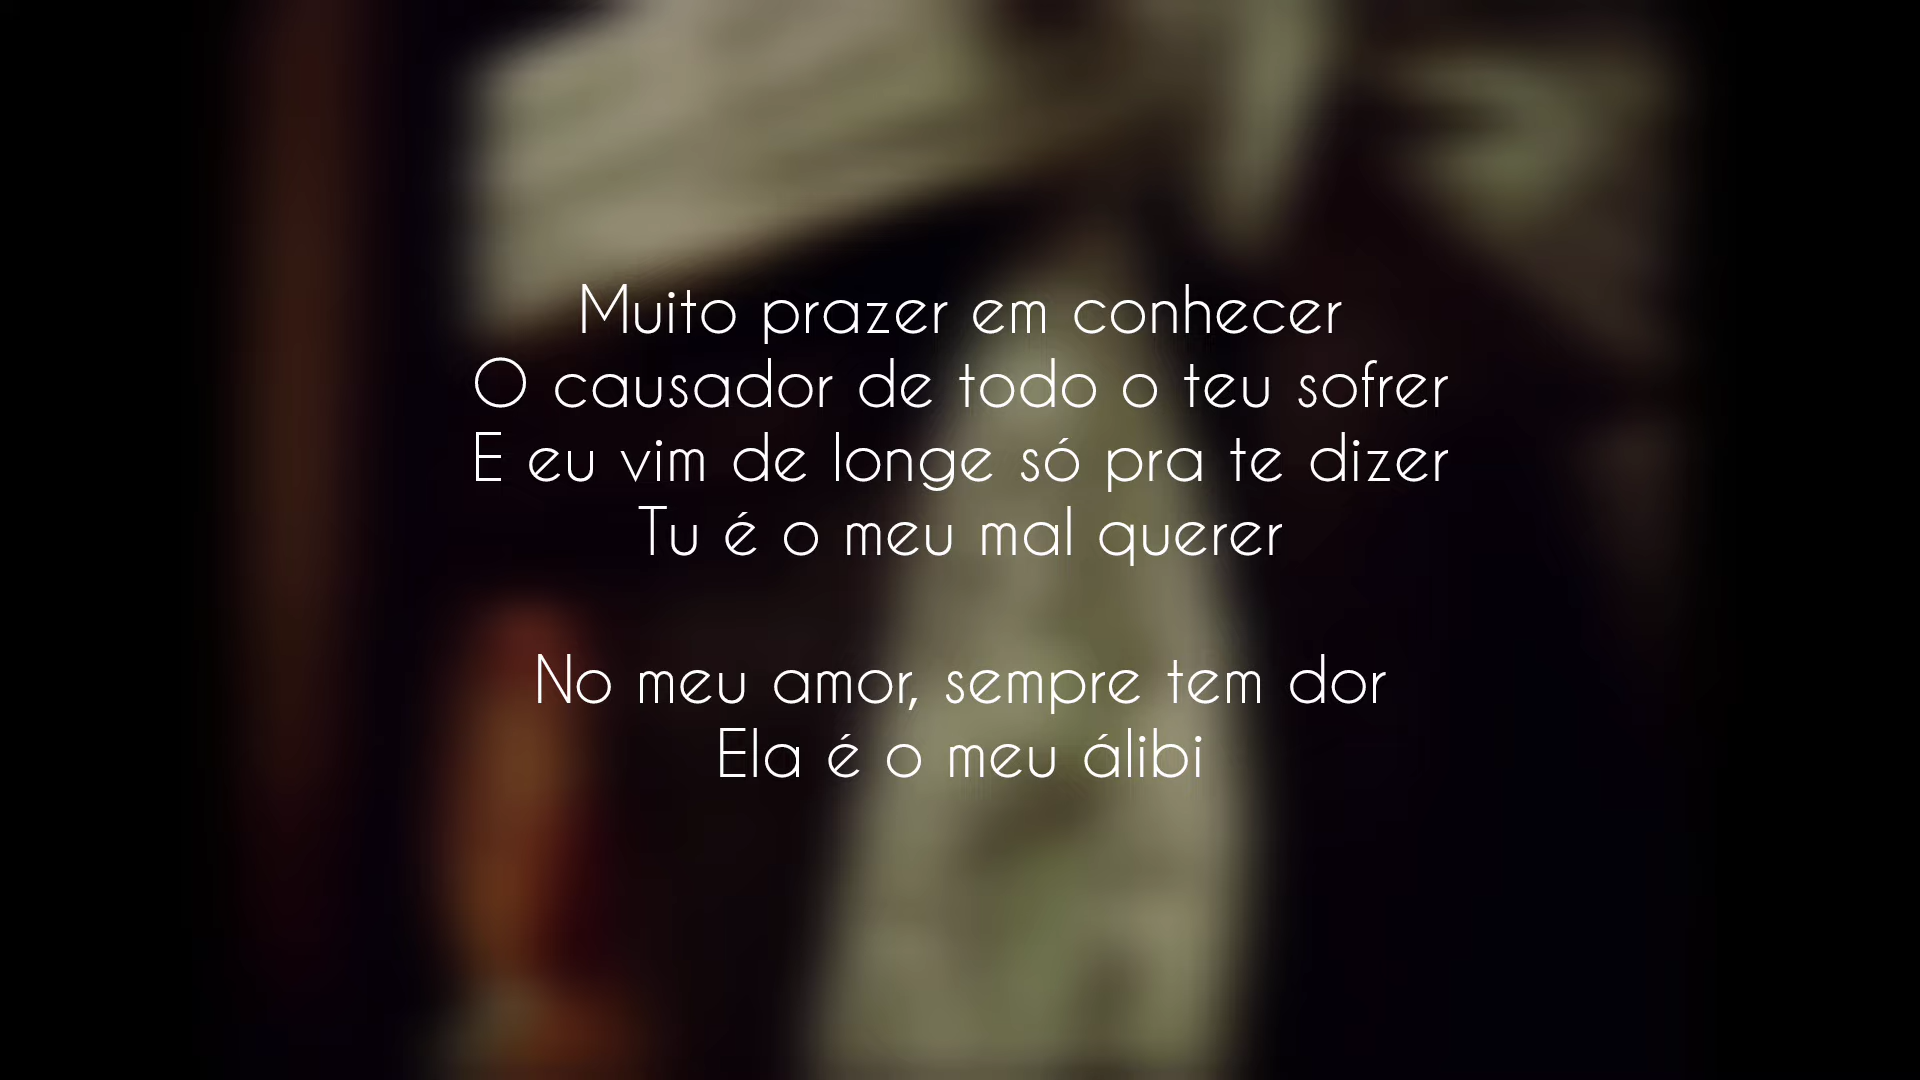 Muito prazer em conhecer
O causador de todo o teu sofrer
E eu vim de longe só pra te dizer
Tu é o meu mal querer
No meu amor, sempre tem dor
Ela é o meu álibi